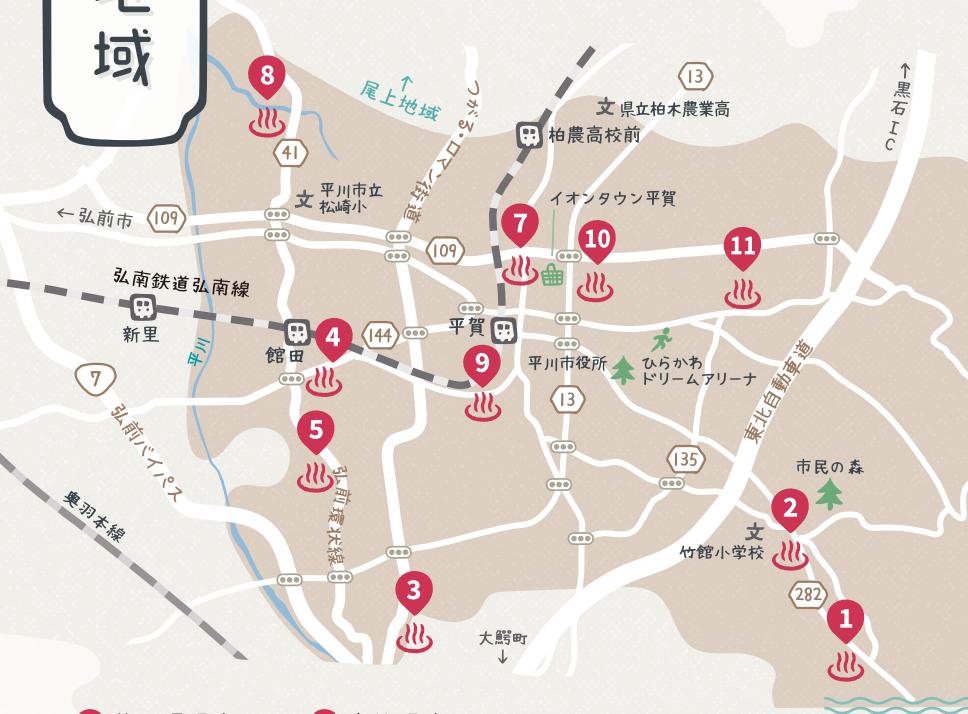 域
8
↑
尾上地域
つがる・ロマン街道
13
文 県立柏木農業高
柏農高校前
↑黒石IC
41
文 平川市立
松崎小
←弘前市
109
イオンタウン平賀
7
10
11
109
弘南鉄道弘南線
新里
館田
4
144
平賀
平川
9
平川市役所
ひらかわ
ドリームアリーナ
7
弘前バイパス
13
5
東北自動車道
弘前環状線
135
市民の森
2
奥羽本線
文
竹館小学校
3
282
1
大鰐町
↓